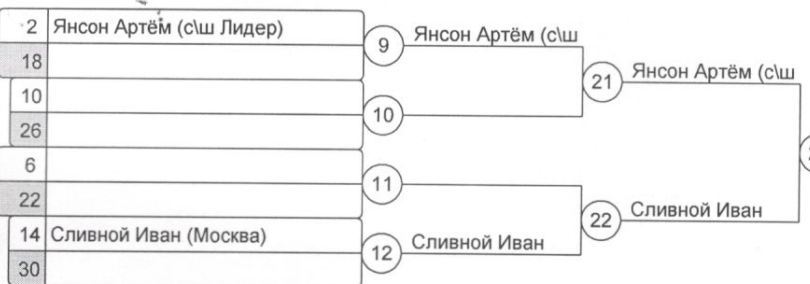 2 Янсон Артём (с\ш Лидер)
18
10
26
6
22
14 Сливной Иван (Москва)
30
9
10
11
12
Янсон Артём (с\ш
Сливной Иван
21
22
Янсон Артём (с\ш
Сливной Иван